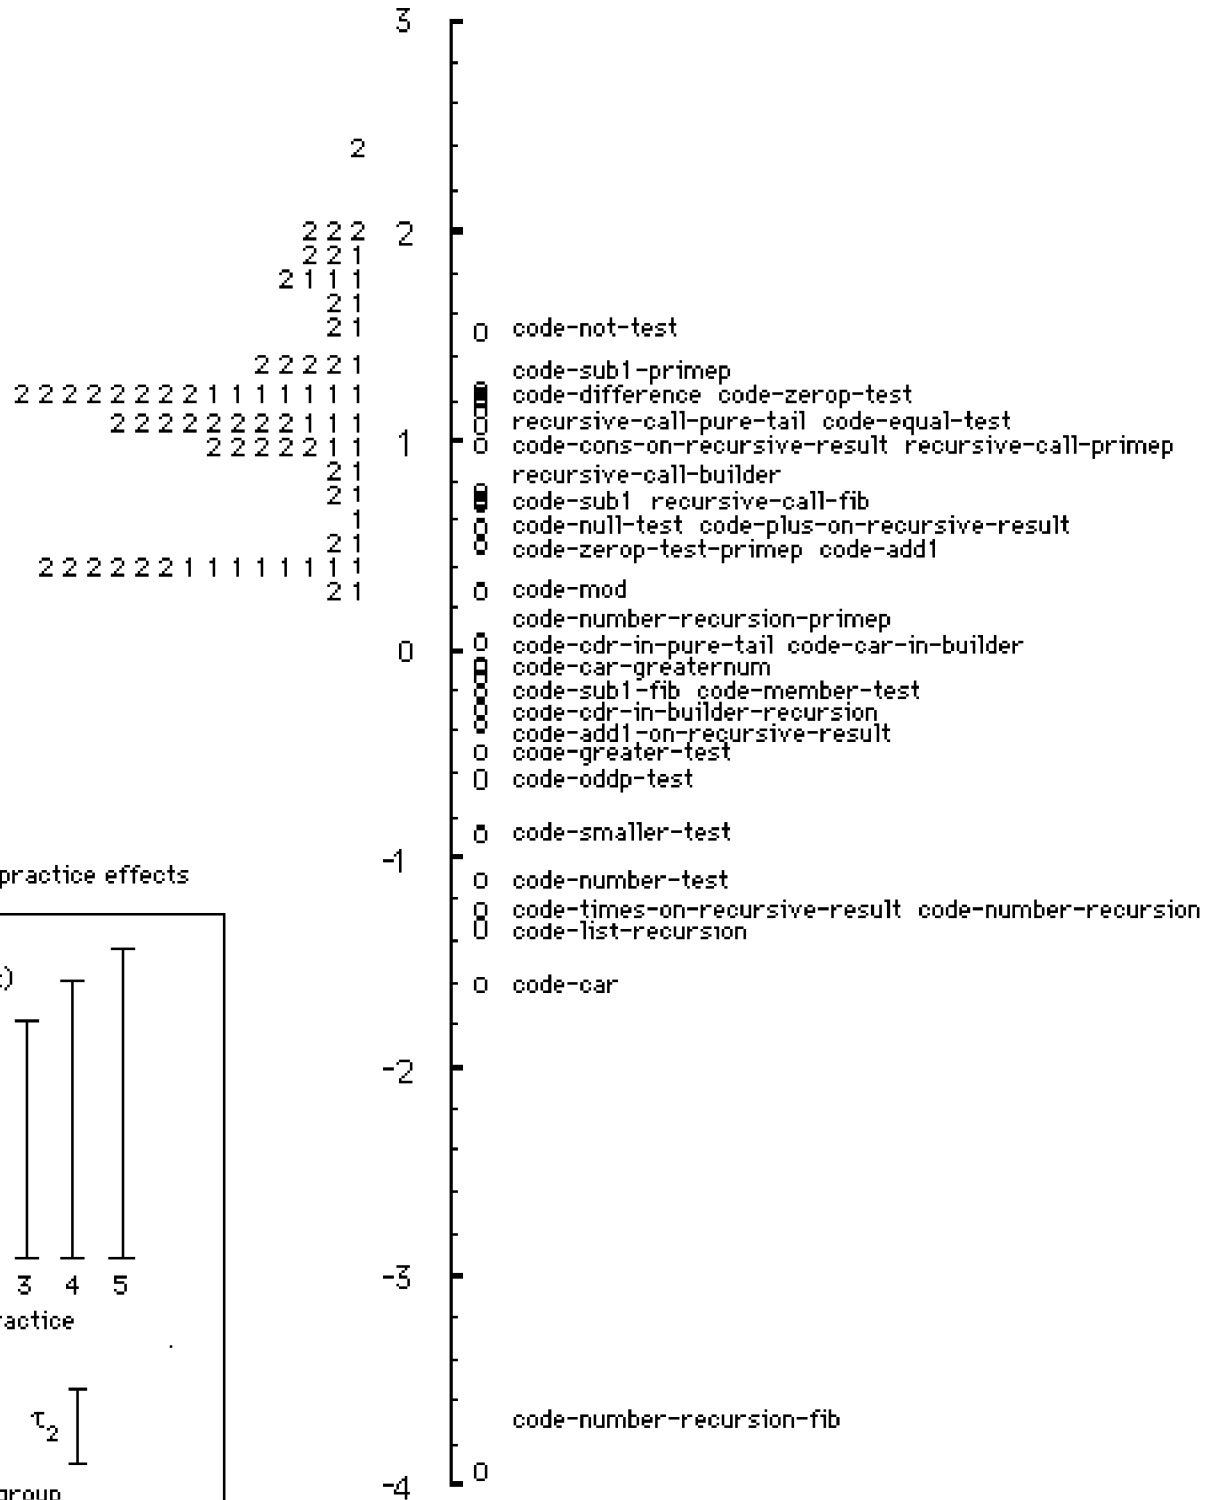 3
2
2 2 2 2
2 2 1
2 1 1 1
2 1
2 1 code-not-test
2 2 2 2 1 code-sub1-primep
2 2 2 2 2 2 2 2 1 1 1 1 1 1 1 code-difference code-zerop-test
2 2 2 2 2 2 2 2 1 1 1 recursive-call-pure-tail code-equal-test
2 2 2 2 2 1 1 1 code-cons-on-recursive-result recursive-call-primep
2 1 recursive-call-builder
2 1 code-sub1 recursive-call-fib
1 code-null-test code-plus-on-recursive-result
2 1 code-zerop-test-primep code-add1
2 2 2 2 2 2 1 1 1 1 1 1 1 1
2 1 code-mod
code-number-recursion-primep
0 code-cdr-in-pure-tail code-car-in-builder
code-car-greaternum
code-sub1-fib code-member-test
code-cdr-in-builder-recursion
code-add1-on-recursive-result
code-greater-test
code-oddp-test
code-smaller-test
-1
practice effects
code-number-test
code-times-on-recursive-result code-number-recursion
code-list-recursion
code-car
-2
-3
3 4 5
ractice
τ2
code-number-recursion-fib
-4
group